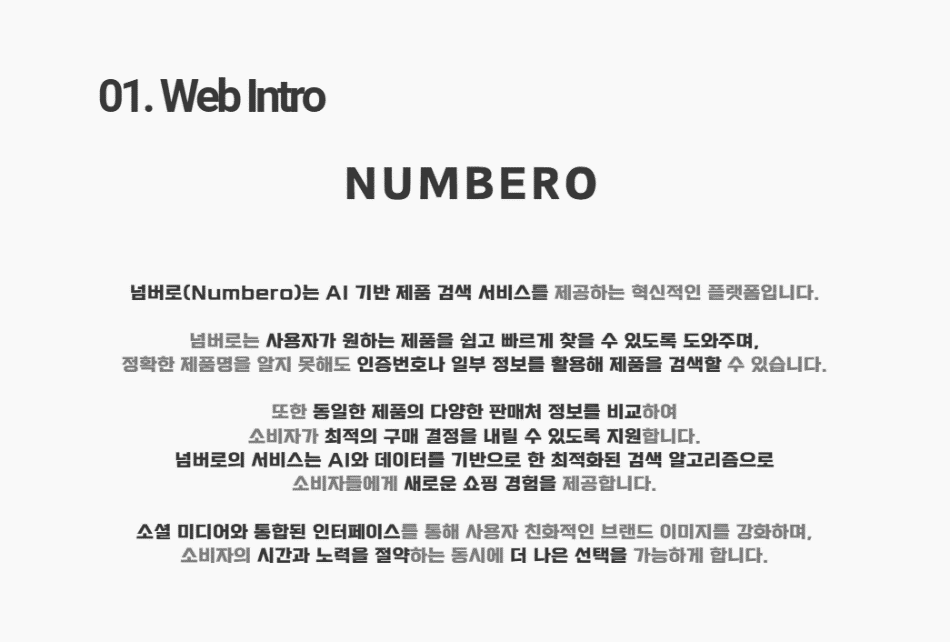 01. Web Intro
NUMBERO
넘버로(Numbero)는 AI 기반 제품 검색 서비스를 제공하는 혁신적인 플랫폼입니다.
넘버로는 사용자가 원하는 제품을 쉽고 빠르게 찾을 수 있도록 도와주며,
정확한 제품명을 알지 못해도 인증번호나 일부 정보를 활용해 제품을 검색할 수 있습니다.
또한 동일한 제품의 다양한 판매처 정보를 비교하여
소비자가 최적의 구매 결정을 내릴 수 있도록 지원합니다.
넘버로의 서비스는 AI와 데이터를 기반으로 한 최적화된 검색 알고리즘으로
소비자들에게 새로운 쇼핑 경험을 제공합니다.
소셜 미디어와 통합된 인터페이스를 통해 사용자 친화적인 브랜드 이미지를 강화하며,
소비자의 시간과 노력을 절약하는 동시에 더 나은 선택을 가능하게 합니다.